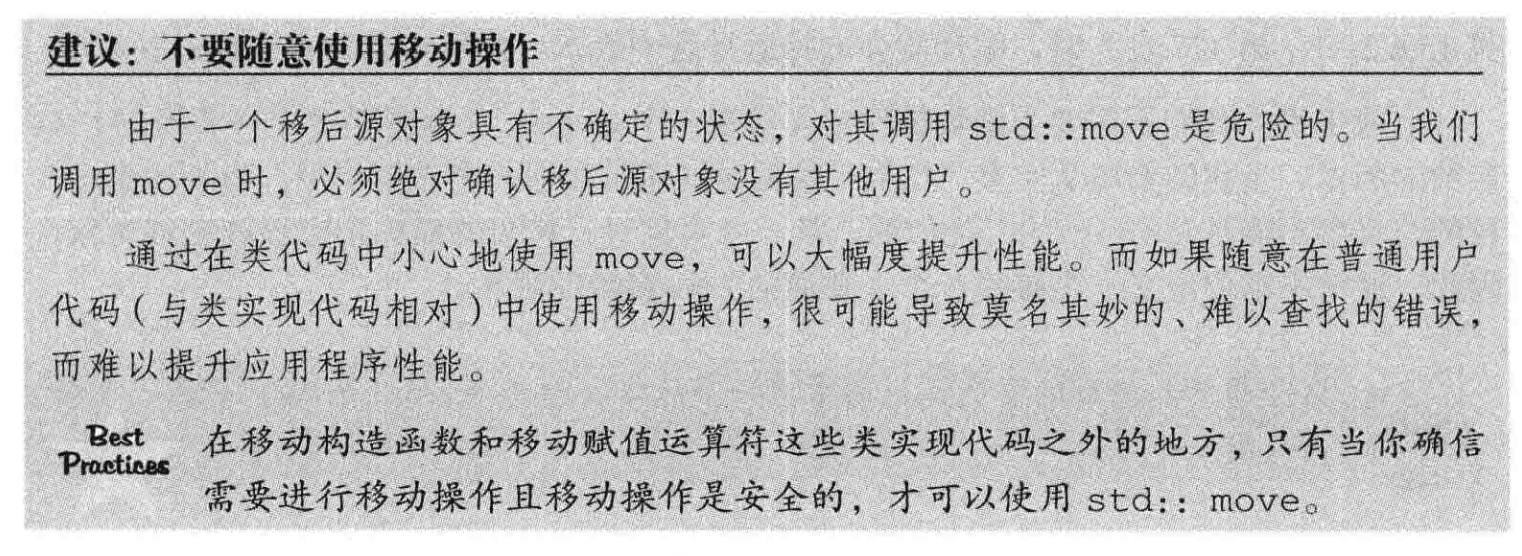 建议：不要随意使用移动操作
由于一个移后源对象具有不确定的状态，对其调用 std::move 是危险的。当我们
调用 move 时，必须绝对确认移后源对象没有其他用户。
通过在类代码中小心地使用 move，可以大幅度提升性能。而如果随意在普通用户
代码（与类实现代码相对）中使用移动操作，很可能导致莫名其妙的、难以查找的错误，
而难以提升应用程序性能。
Best
Practices
在移动构造函数和移动赋值运算符这些类实现代码之外的地方，只有当你确信
需要进行移动操作且移动操作是安全的，才可以使用 std:: move。